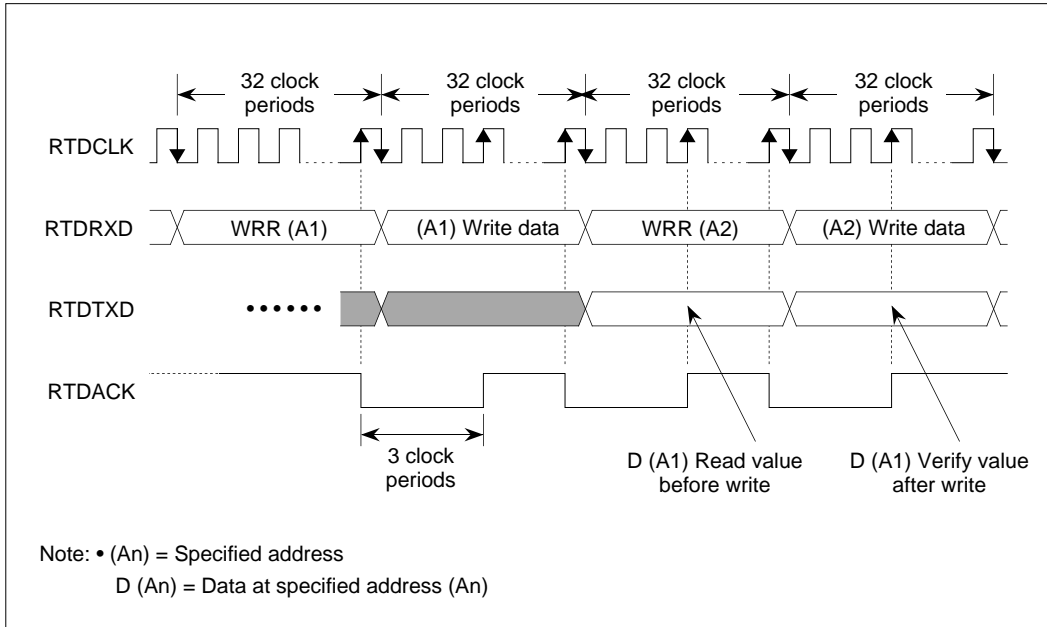 32 clock periods
32 clock periods
32 clock periods
32 clock periods
RTDCLK
RTDRXD
WRR (A1)
(A1) Write data
WRR (A2)
(A2) Write data
RTDTXD
RTDACK
3 clock periods
D (A1) Read value before write
D (A1) Verify value after write
Note: • (An) = Specified address
D (An) = Data at specified address (An)